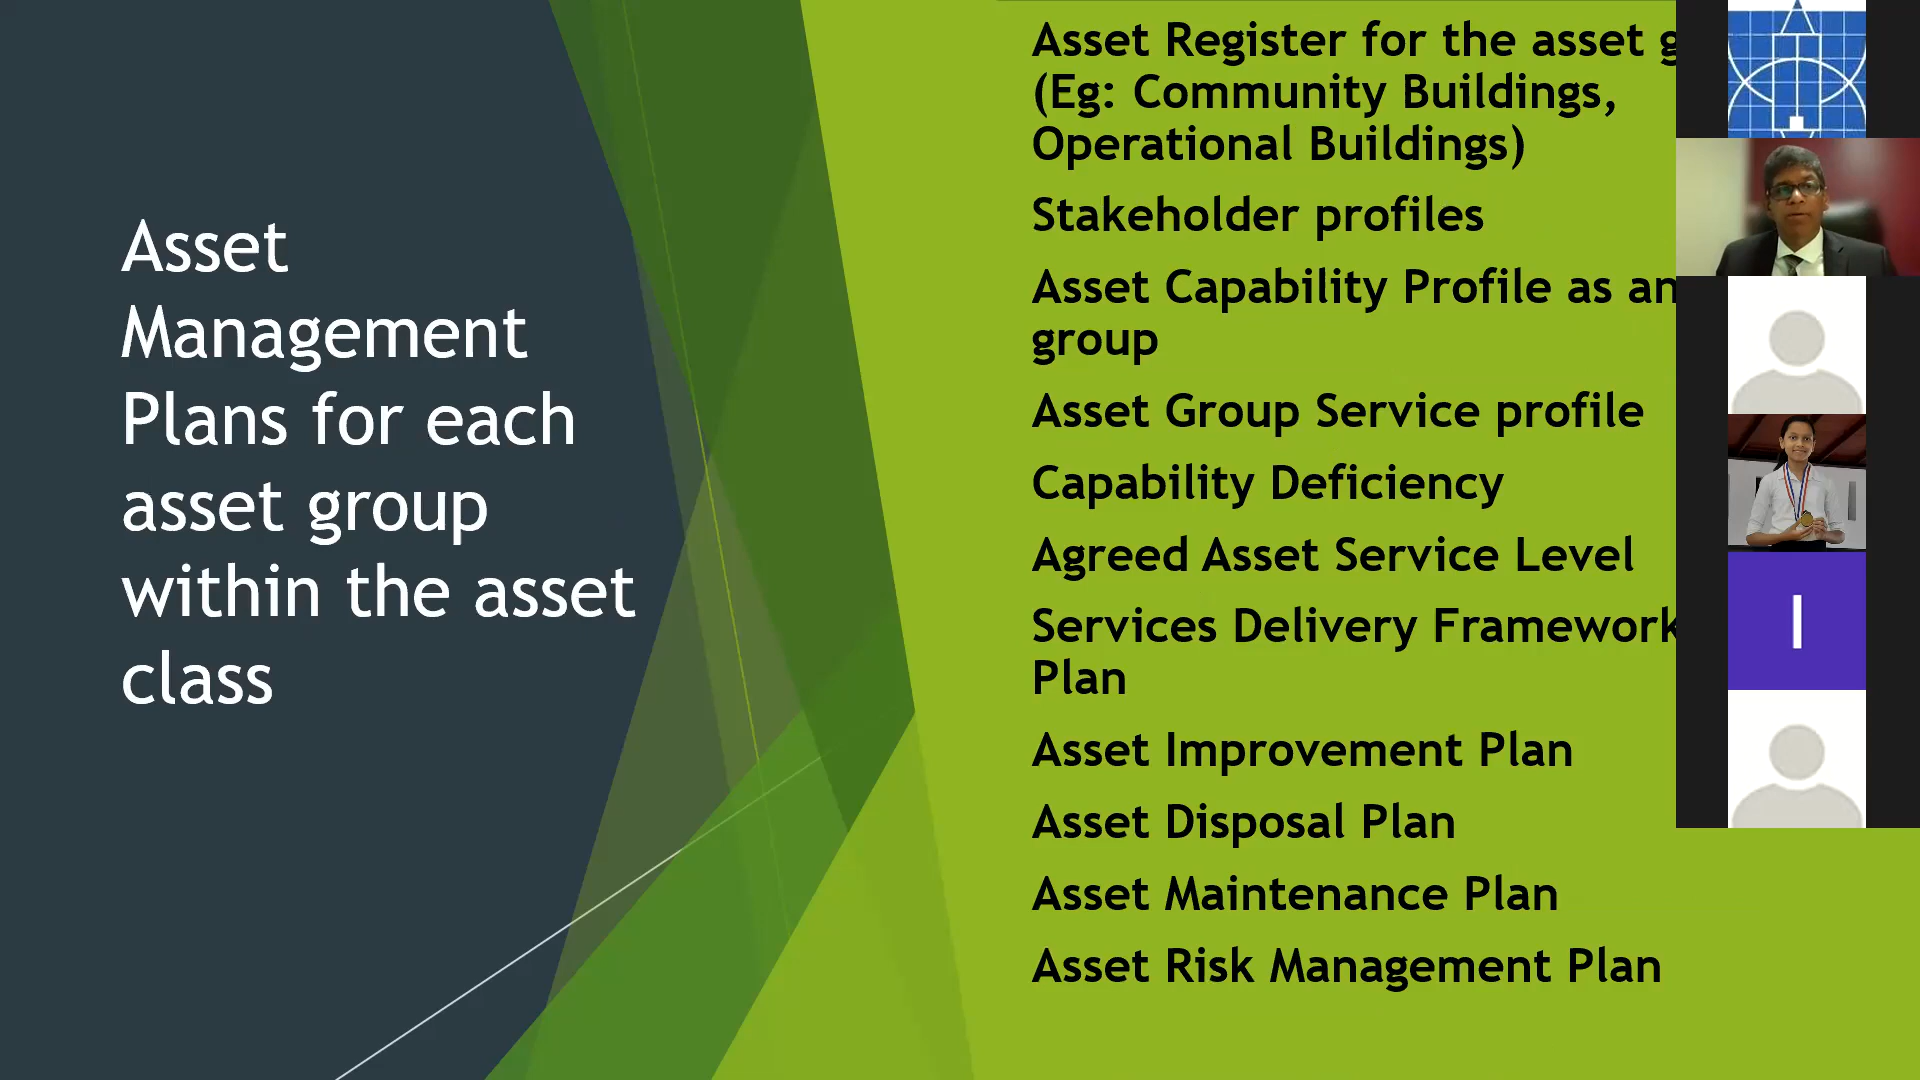 Asset
Management
Plans for each
asset group
within the asset
class
Asset Register for the asset
(Eg: Community Buildings,
Operational Buildings)
Stakeholder profiles
Asset Capability Profile as an
group
Asset Group Service profile
Capability Deficiency
Agreed Asset Service Level
Services Delivery Framework
Plan
Asset Improvement Plan
Asset Disposal Plan
Asset Maintenance Plan
Asset Risk Management Plan
I